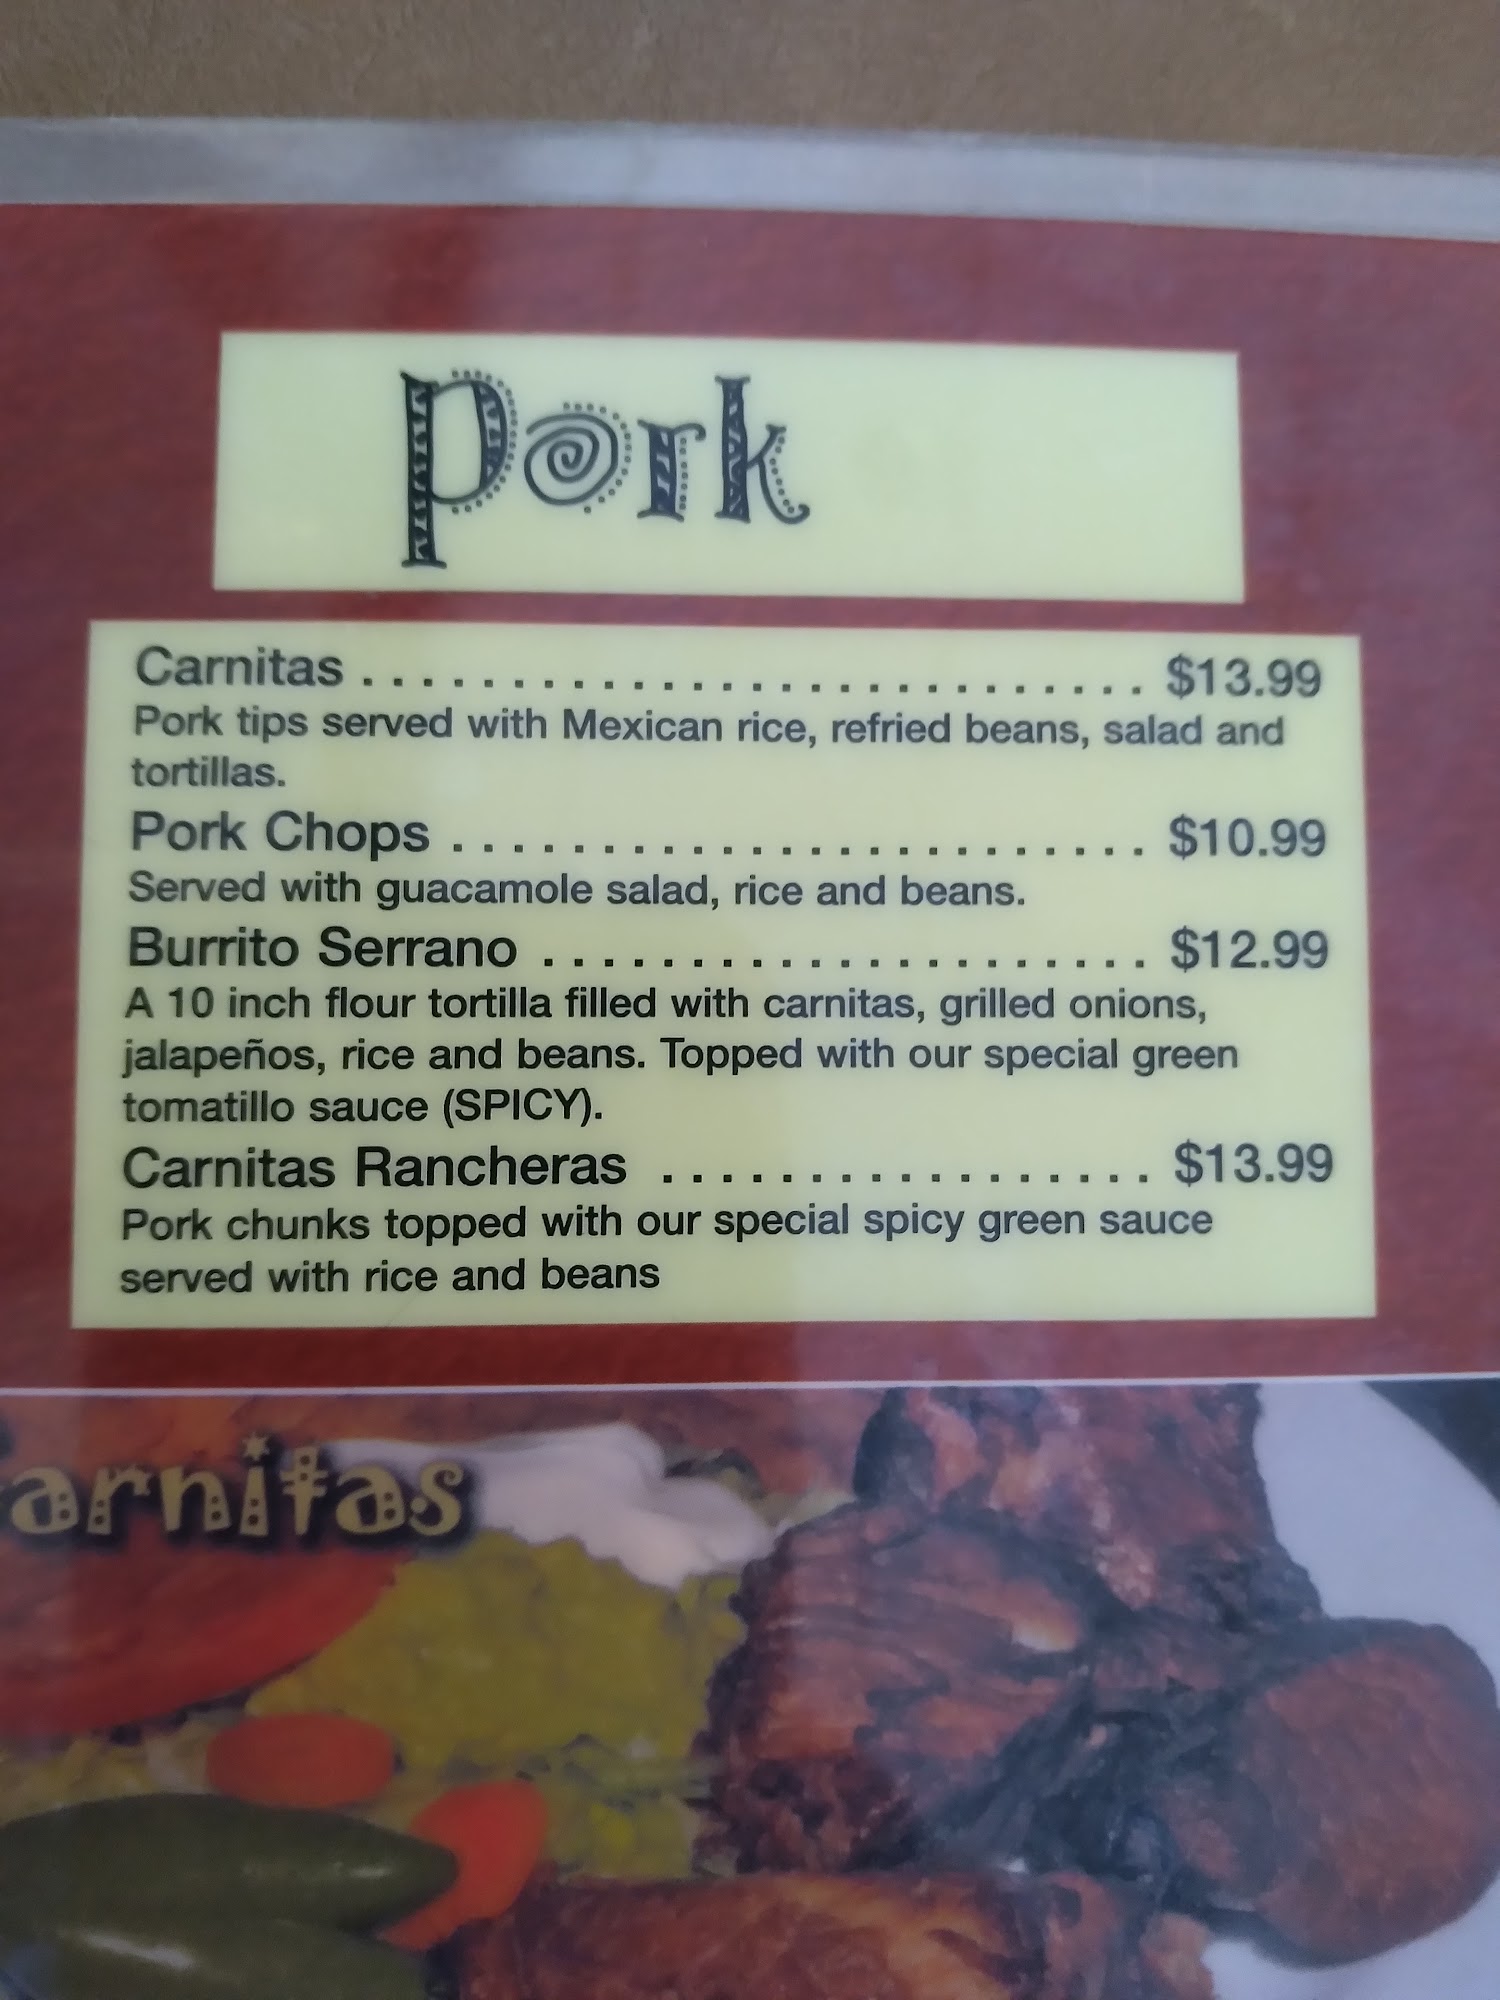 Pork
Carnitas . . . . . . . . . . . . . . . . . . . . . . . . . . . $13.99
Pork tips served with Mexican rice, refried beans, salad and
tortillas.
Pork Chops . . . . . . . . . . . . . . . . . . . . . . . . $10.99
Served with guacamole salad, rice and beans.
Burrito Serrano . . . . . . . . . . . . . . . . . . . . . $12.99
A 10 inch flour tortilla filled with carnitas, grilled onions,
jalapeños, rice and beans. Topped with our special green
tomatillo sauce (SPICY).
Carnitas Rancheras . . . . . . . . . . . . . . . . . $13.99
Pork chunks topped with our special spicy green sauce
served with rice and beans
arnitas